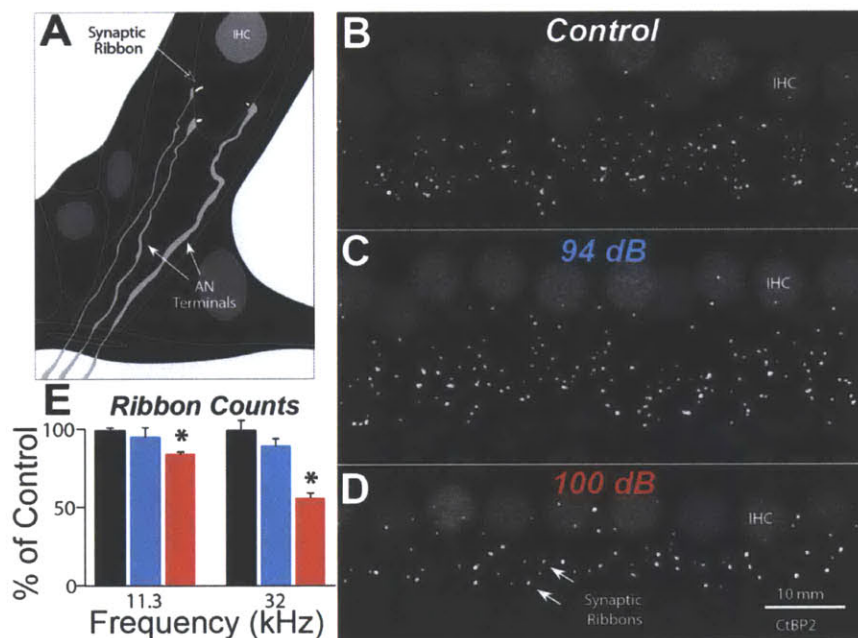 A
Synaptic
Ribbon
IHC
AN
Terminals
B
Control
IHC
C
94 dB
IHC
D
100 dB
IHC
Synaptic
Ribbons
10 mm
CtBP2
E
Ribbon Counts
100
50
0
% of Control
*
*
11.3
32
Frequency (kHz)